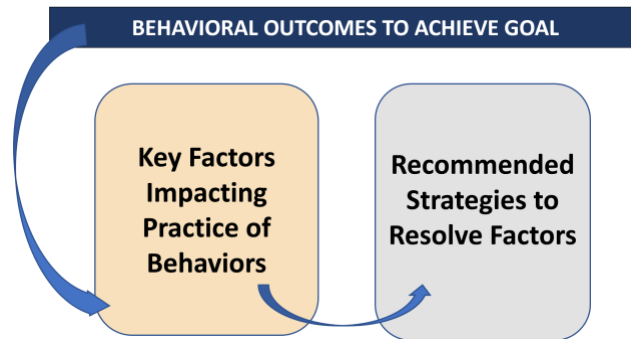 BEHAVIORAL OUTCOMES TO ACHIEVE GOAL
Key Factors
Impacting
Practice of
Behaviors
Recommended
Strategies to
Resolve Factors